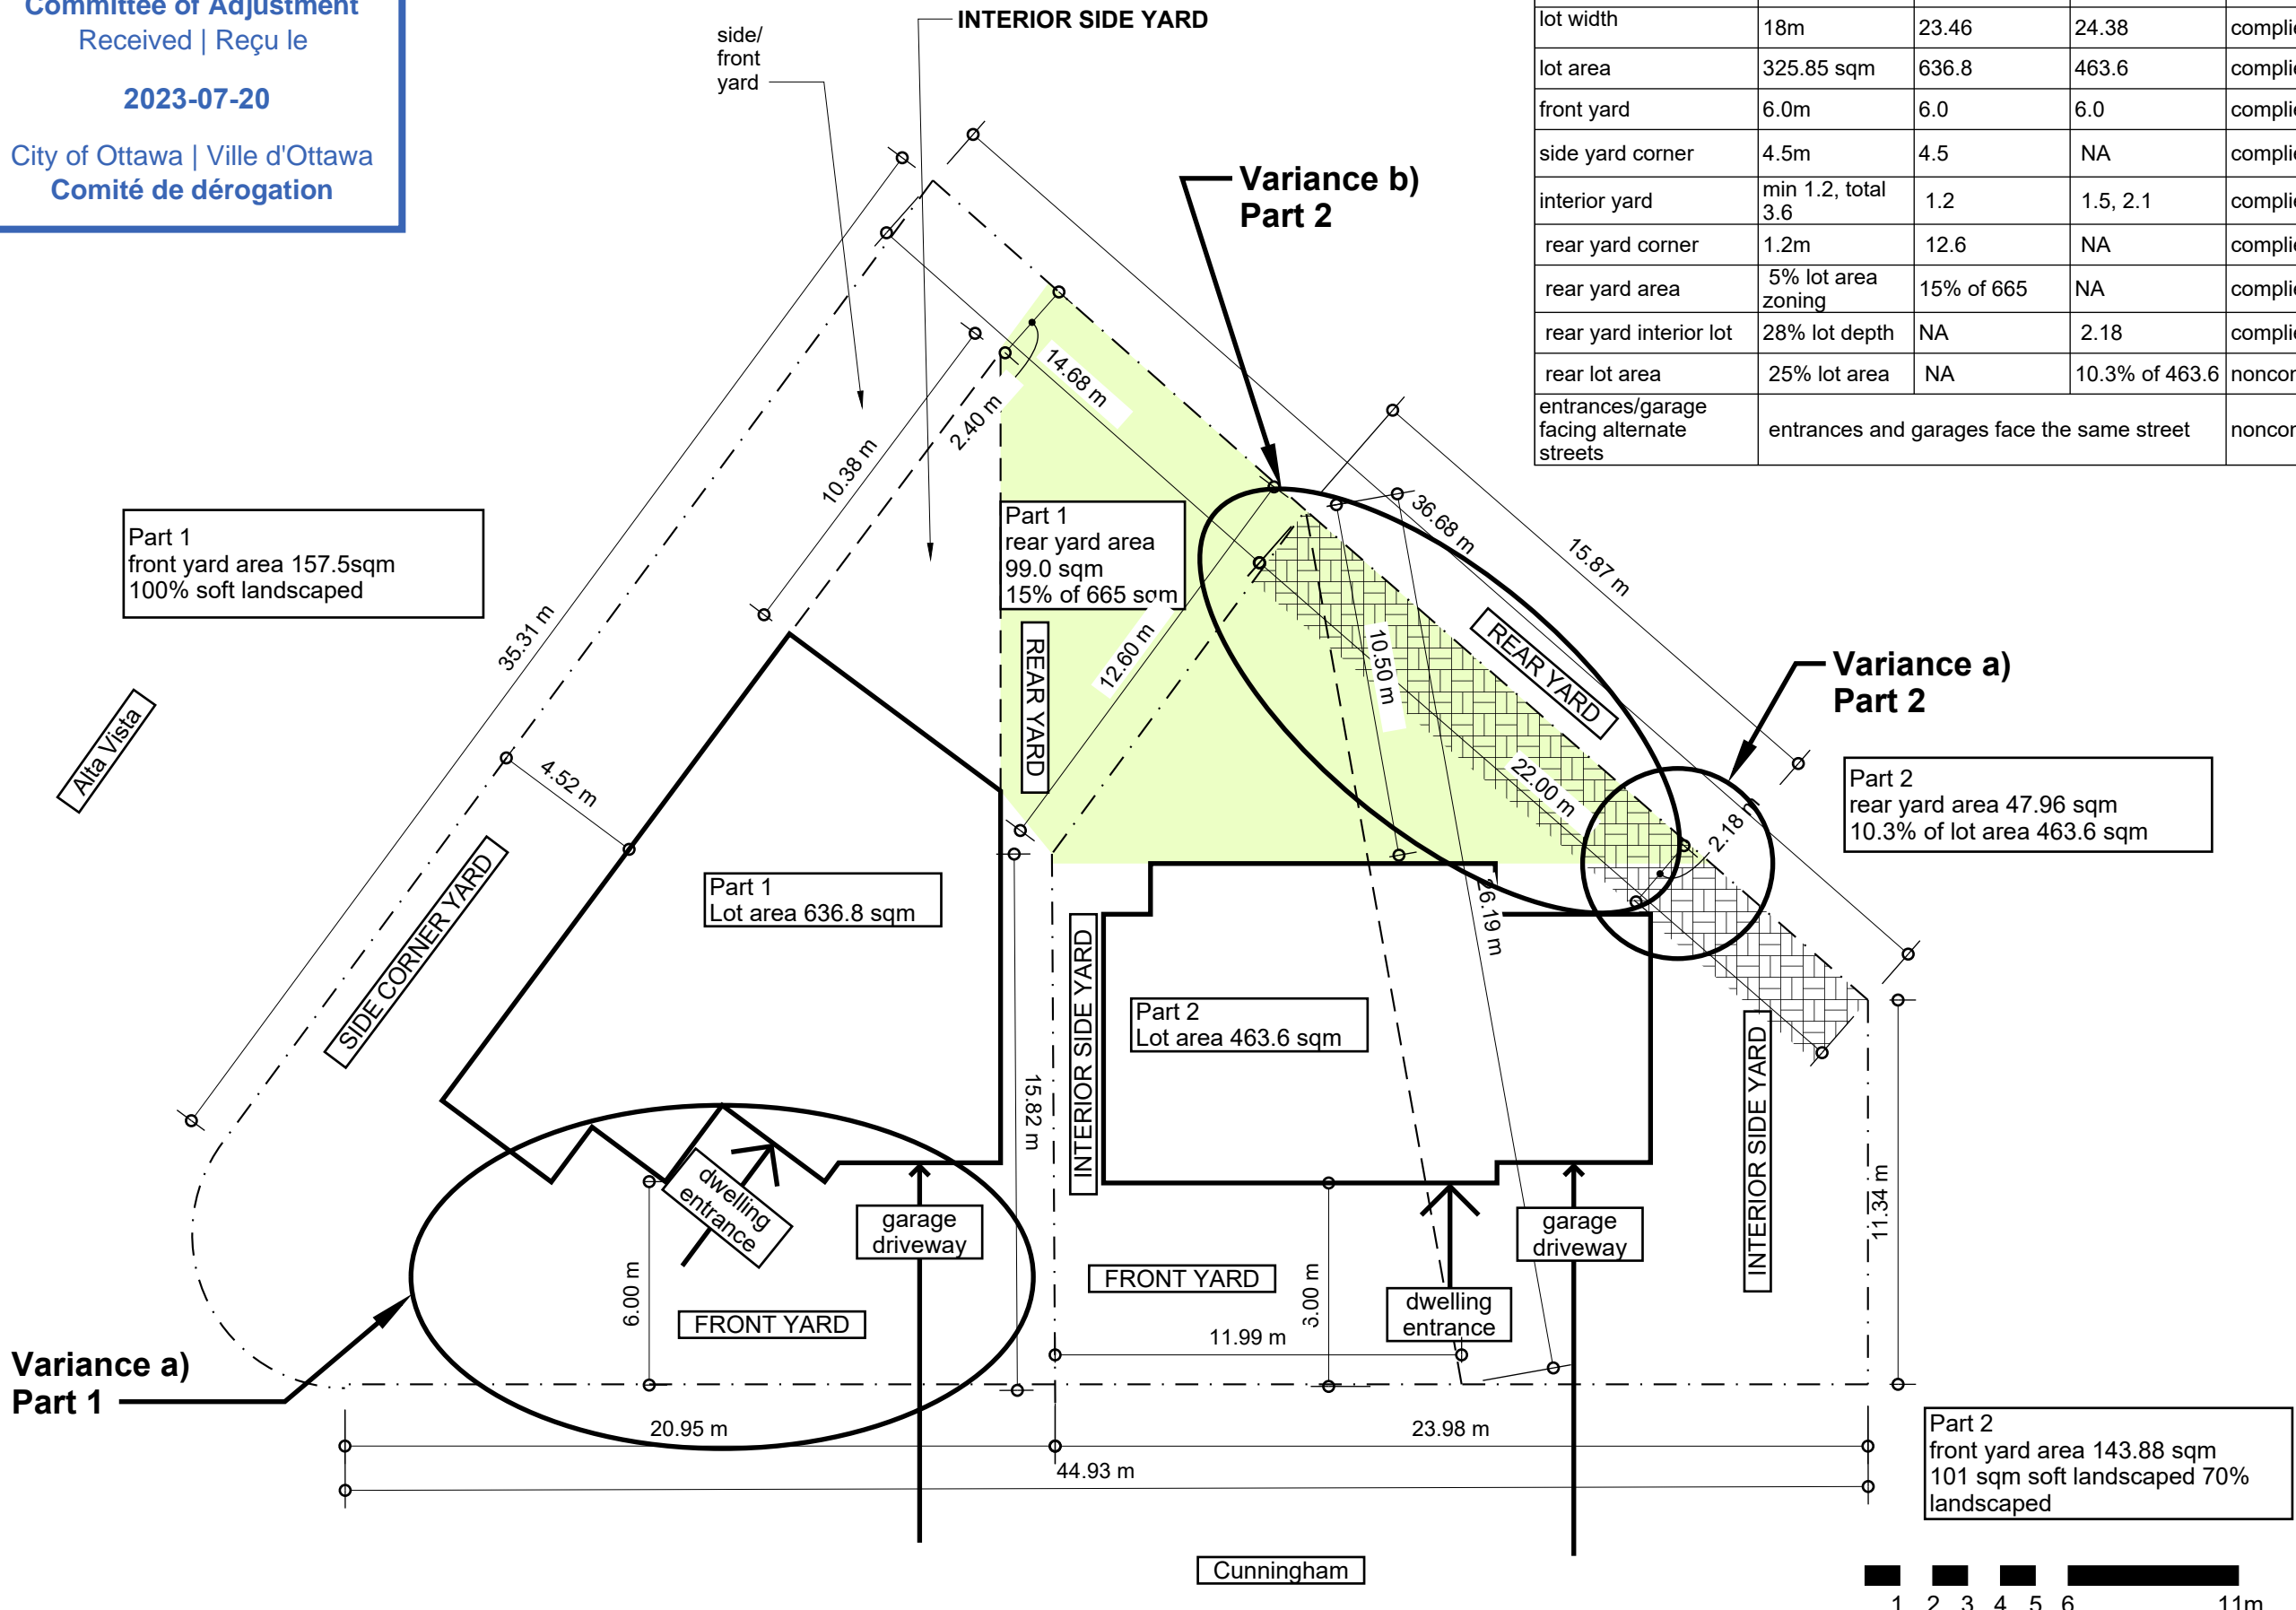 Committee of Adjustment
Received | Reçu le
2023-07-20
City of Ottawa | Ville d'Ottawa
Comité de dérogation
side/
front
yard
INTERIOR SIDE YARD
lot width 18m 23.46 24.38
lot area 325.85 sqm 636.8 463.6
front yard 6.0m 6.0 6.0
side yard corner 4.5m 4.5 NA
interior yard min 1.2, total
3.6 1.2 1.5, 2.1
rear yard corner 1.2m 12.6 NA
rear yard area 5% lot area
zoning 15% of 665 NA
rear yard interior lot 28% lot depth NA 2.18
rear lot area 25% lot area NA 10.3% of 463.6
entrances/garage
facing alternate
streets
entrances and garages face the same street
Variance b)
Part 2
14.68 m
2.40 m
10.38 m
36.68 m
15.87 m
Part 1
front yard area 157.5sqm
100% soft landscaped
Part 1
rear yard area
99.0 sqm
15% of 665 sqm
35.31 m
REAR YARD
12.60 m
10.50 m
REAR YARD
Variance a)
Part 2
Alta Vista
4.52 m
22.00 m
2.18 m
Part 2
rear yard area 47.96 sqm
10.3% of lot area 463.6 sqm
SIDE CORNER YARD
Part 1
Lot area 636.8 sqm
6.19 m
INTERIOR SIDE YARD
Part 2
Lot area 463.6 sqm
15.82 m
INTERIOR SIDE YARD
11.34 m
dwelling
entrance
garage
driveway
garage
driveway
6.00 m
FRONT YARD
FRONT YARD
3.00 m
dwelling
entrance
11.99 m
Variance a)
Part 1
20.95 m
23.98 m
44.93 m
Part 2
front yard area 143.88 sqm
101 sqm soft landscaped 70%
landscaped
Cunningham
1 2 3 4 5 6 11m